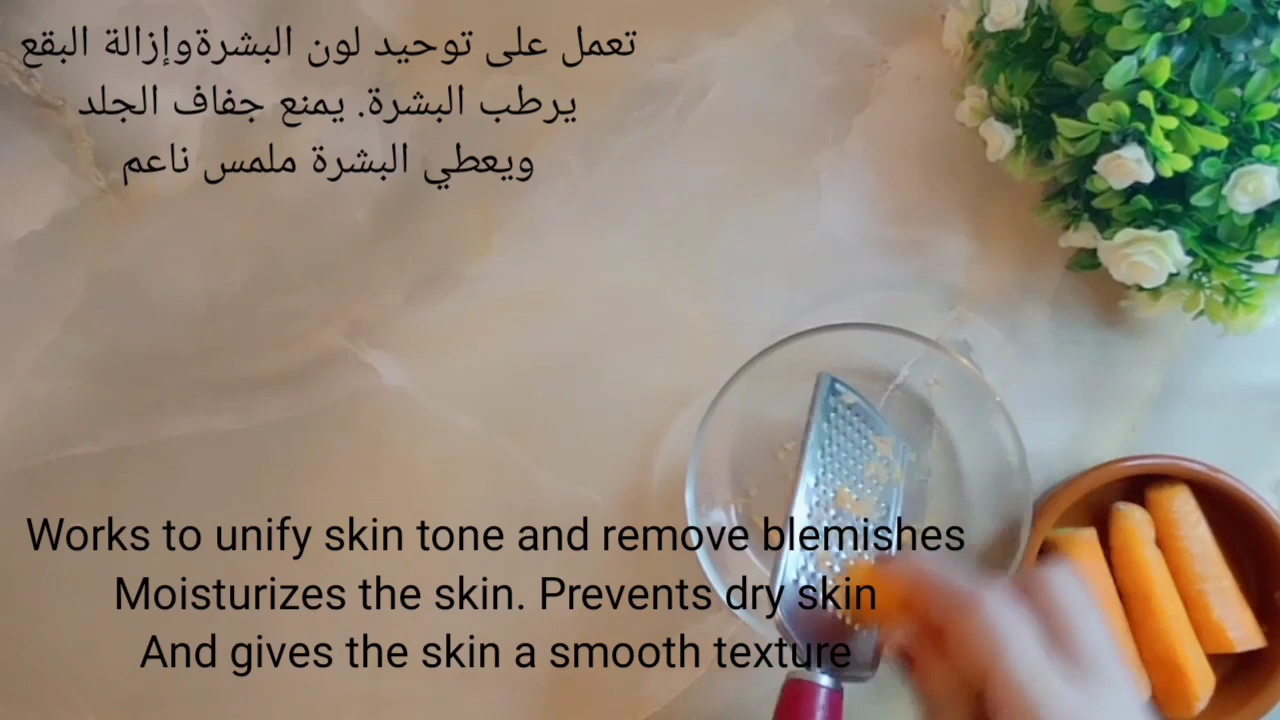 تعمل على توحيد لون البشرةوإزالة البقع
يرطب البشرة. يمنع جفاف الجلد
ويعطي البشرة ملمس ناعم
Works to unify skin tone and remove blemishes
Moisturizes the skin. Prevents dry skin
And gives the skin a smooth texture